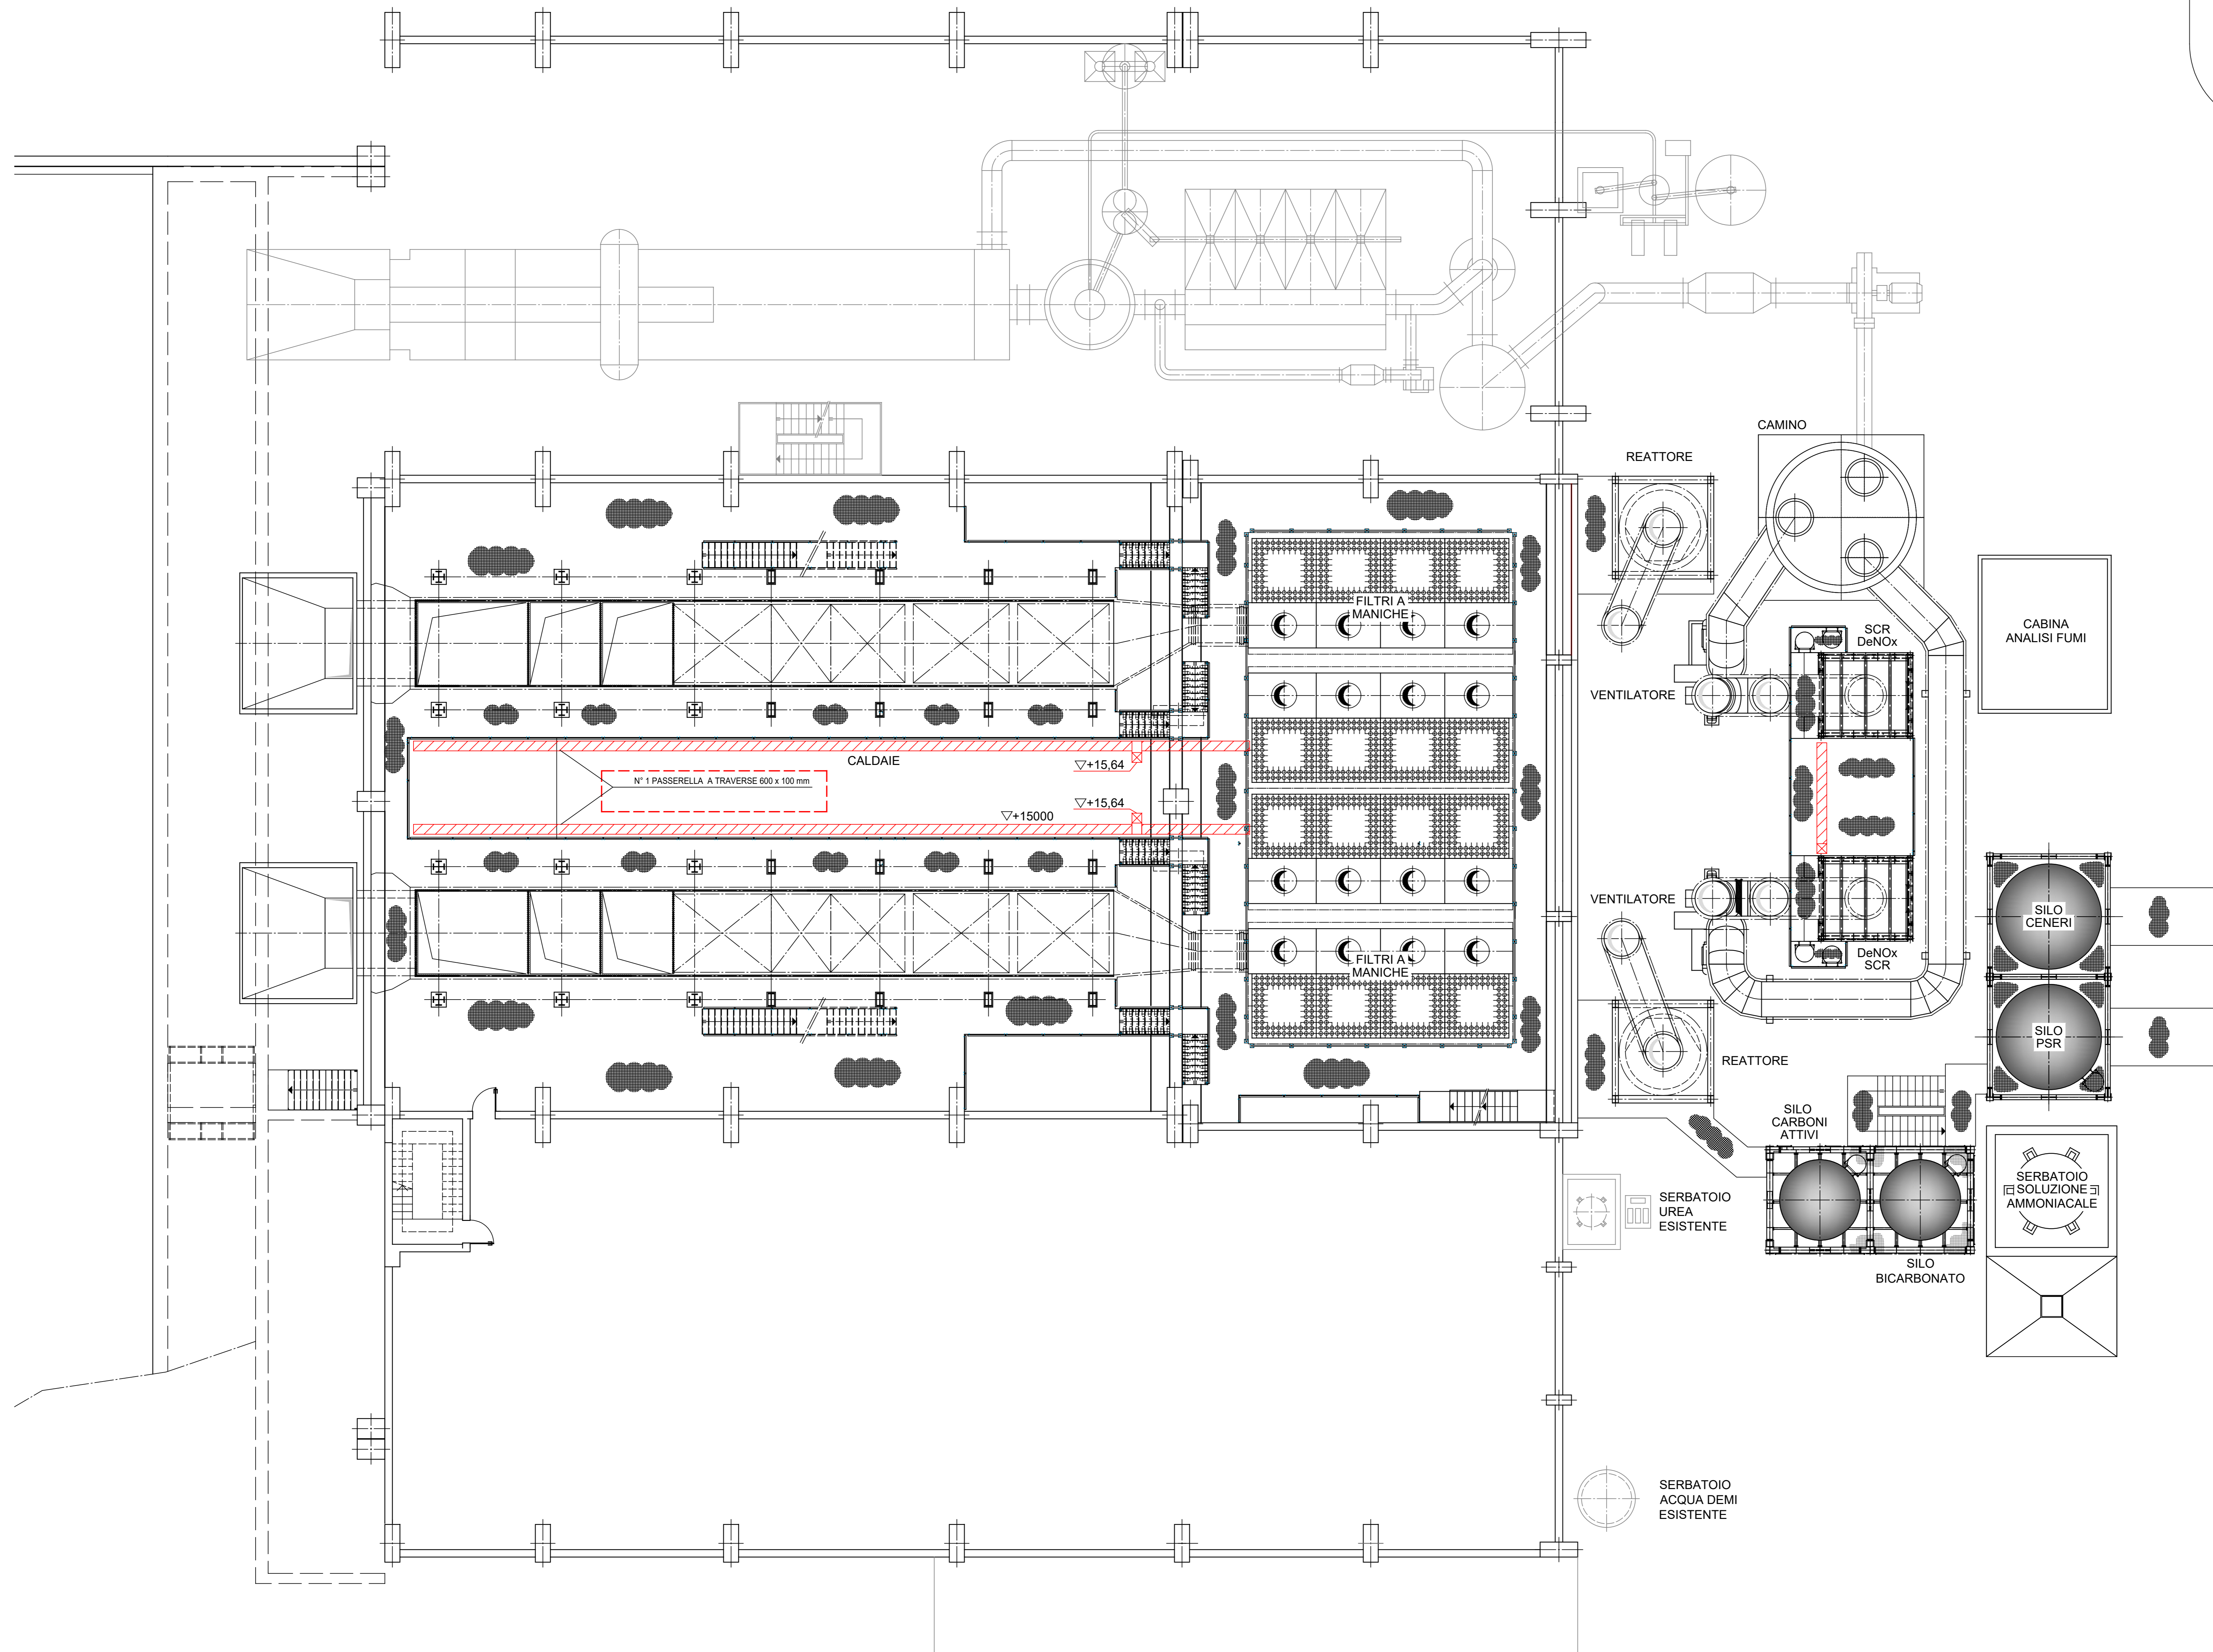 CAMINO
REATTORE
FILTRI A
MANICHE
SCR
DeNOx
CABINA
ANALISI FUMI
VENTILATORE
CALDAIE
▽+15,64
N° 1 PASSERELLA A TRAVERSE 600 x 100 mm
▽+15,64
▽+15000
VENTILATORE
SILO
CENERI
FILTRI A
MANICHE
DeNOx
SCR
SILO
PSR
REATTORE
SILO
CARBONI
ATTIVI
SERBATOIO
SOLUZIONE
AMMONIACALE
SERBATOIO
UREA
ESISTENTE
SILO
BICARBONATO
SERBATOIO
ACQUA DEMI
ESISTENTE